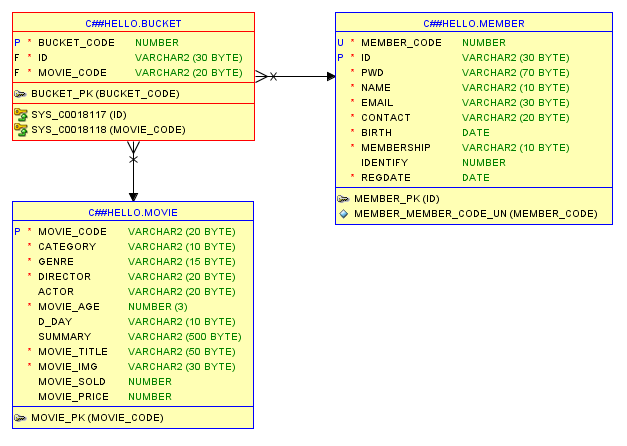 C##HELLO.BUCKET
P * BUCKET_CODE NUMBER
F * ID VARCHAR2 (30 BYTE)
F * MOVIE_CODE VARCHAR2 (20 BYTE)
BUCKET_PK (BUCKET_CODE)
SYS_C0018117 (ID)
SYS_C0018118 (MOVIE_CODE)
C##HELLO.MEMBER
U * MEMBER_CODE NUMBER
P * ID VARCHAR2 (30 BYTE)
* PWD VARCHAR2 (70 BYTE)
* NAME VARCHAR2 (10 BYTE)
* EMAIL VARCHAR2 (30 BYTE)
* CONTACT VARCHAR2 (20 BYTE)
* BIRTH DATE
* MEMBERSHIP VARCHAR2 (10 BYTE)
IDENTIFY NUMBER
* REGDATE DATE
MEMBER_PK (ID)
MEMBER_MEMBER_CODE_UN (MEMBER_CODE)
C##HELLO.MOVIE
P * MOVIE_CODE VARCHAR2 (20 BYTE)
* CATEGORY VARCHAR2 (10 BYTE)
* GENRE VARCHAR2 (15 BYTE)
* DIRECTOR VARCHAR2 (20 BYTE)
ACTOR VARCHAR2 (20 BYTE)
* MOVIE_AGE NUMBER (3)
D_DAY VARCHAR2 (10 BYTE)
SUMMARY VARCHAR2 (500 BYTE)
* MOVIE_TITLE VARCHAR2 (50 BYTE)
* MOVIE_IMG VARCHAR2 (30 BYTE)
MOVIE_SOLD NUMBER
MOVIE_PRICE NUMBER
MOVIE_PK (MOVIE_CODE)